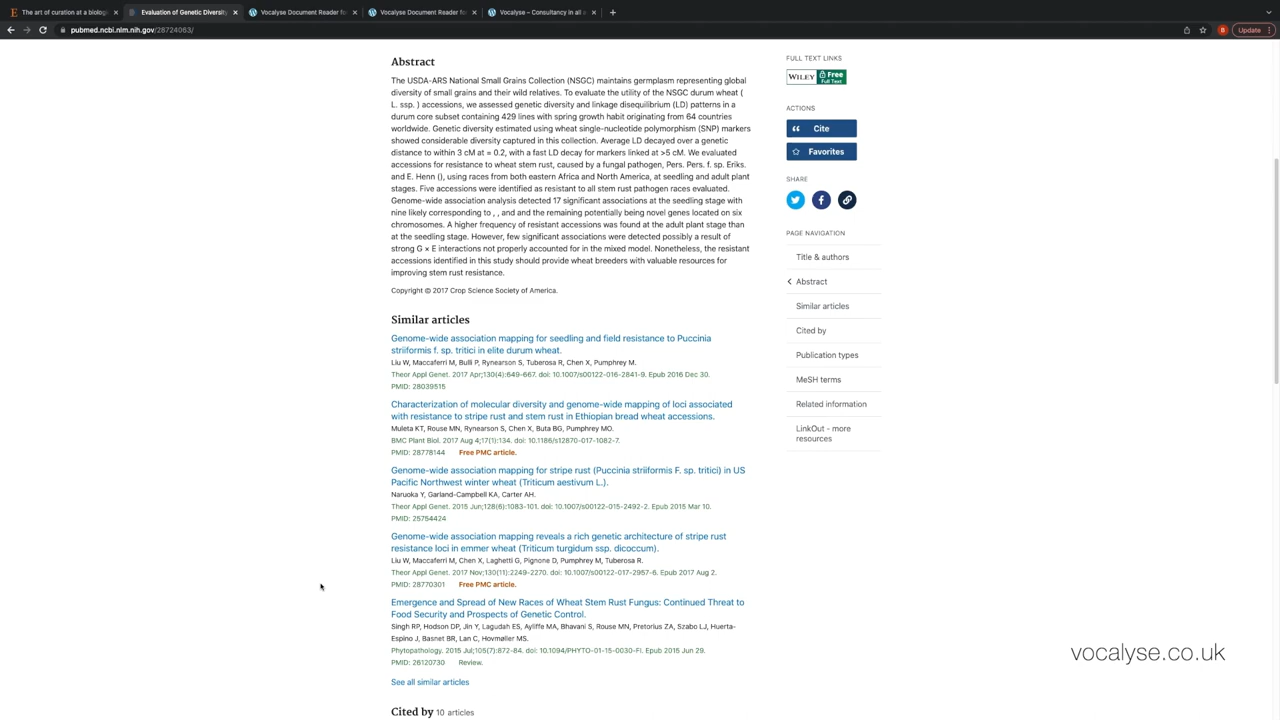 The art of curation at a biologi
Evaluation of Genetic Diversity
Vocalyse Document Reader fo
Vocalyse Document Reader fo
Vocalyse – Consultancy in all a
pubmed.ncbi.nlm.nih.gov/28724063/
B
Update
Abstract
The USDA-ARS National Small Grains Collection (NSGC) maintains germplasm representing global
diversity of small grains and their wild relatives. To evaluate the utility of the NSGC durum wheat (
L. ssp. ) accessions, we assessed genetic diversity and linkage disequilibrium (LD) patterns in a
durum core subset containing 429 lines with spring growth habit originating from 64 countries
worldwide. Genetic diversity estimated using wheat single-nucleotide polymorphism (SNP) markers
showed considerable diversity captured in this collection. Average LD decayed over a genetic
distance to within 3 cM at = 0.2, with a fast LD decay for markers linked at >5 cM. We evaluated
accessions for resistance to wheat stem rust, caused by a fungal pathogen, Pers. Pers. f. sp. Eriks.
and E. Henn (), using races from both eastern Africa and North America, at seedling and adult plant
stages. Five accessions were identified as resistant to all stem rust pathogen races evaluated.
Genome-wide association analysis detected 17 significant associations at the seedling stage with
nine likely corresponding to , , and and the remaining potentially being novel genes located on six
chromosomes. A higher frequency of resistant accessions was found at the adult plant stage than
at the seedling stage. However, few significant associations were detected possibly a result of
strong G × E interactions not properly accounted for in the mixed model. Nonetheless, the resistant
accessions identified in this study should provide wheat breeders with valuable resources for
improving stem rust resistance.
Copyright © 2017 Crop Science Society of America.
Similar articles
Genome-wide association mapping for seedling and field resistance to Puccinia
striiformis f. sp. tritici in elite durum wheat.
Liu W, Maccaferri M, Bulli P, Rynearson S, Tuberosa R, Chen X, Pumphrey M.
Theor Appl Genet. 2017 Apr;130(4):649-667. doi: 10.1007/s00122-016-2841-9. Epub 2016 Dec 30.
PMID: 28039515
Characterization of molecular diversity and genome-wide mapping of loci associated
with resistance to stripe rust and stem rust in Ethiopian bread wheat accessions.
Muleta KT, Rouse MN, Rynearson S, Chen X, Buta BG, Pumphrey MO.
BMC Plant Biol. 2017 Aug 4;17(1):134. doi: 10.1186/s12870-017-1082-7.
PMID: 28778144 Free PMC article.
Genome-wide association mapping for stripe rust (Puccinia striiformis F. sp. tritici) in US
Pacific Northwest winter wheat (Triticum aestivum L.).
Naruoka Y, Garland-Campbell KA, Carter AH.
Theor Appl Genet. 2015 Jun;128(6):1083-101. doi: 10.1007/s00122-015-2492-2. Epub 2015 Mar 10.
PMID: 25754424
Genome-wide association mapping reveals a rich genetic architecture of stripe rust
resistance loci in emmer wheat (Triticum turgidum ssp. dicoccum).
Liu W, Maccaferri M, Chen X, Laghetti G, Pignone D, Pumphrey M, Tuberosa R.
Theor Appl Genet. 2017 Nov;130(11):2249-2270. doi: 10.1007/s00122-017-2957-6. Epub 2017 Aug 2.
PMID: 28770301 Free PMC article.
Emergence and Spread of New Races of Wheat Stem Rust Fungus: Continued Threat to
Food Security and Prospects of Genetic Control.
Singh RP, Hodson DP, Jin Y, Lagudah ES, Ayliffe MA, Bhavani S, Rouse MN, Pretorius ZA, Szabo LJ, Huerta-
Espino J, Basnet BR, Lan C, Hovmøller MS.
Phytopathology. 2015 Jul;105(7):872-84. doi: 10.1094/PHYTO-01-15-0030-FI. Epub 2015 Jun 29.
PMID: 26120730 Review.
See all similar articles
Cited by 10 articles
FULL TEXT LINKS
WILEY Free
Full Text
ACTIONS
Cite
Favorites
SHARE
PAGE NAVIGATION
Title & authors
Abstract
Similar articles
Cited by
Publication types
MeSH terms
Related information
LinkOut - more
resources
vocalyse.co.uk